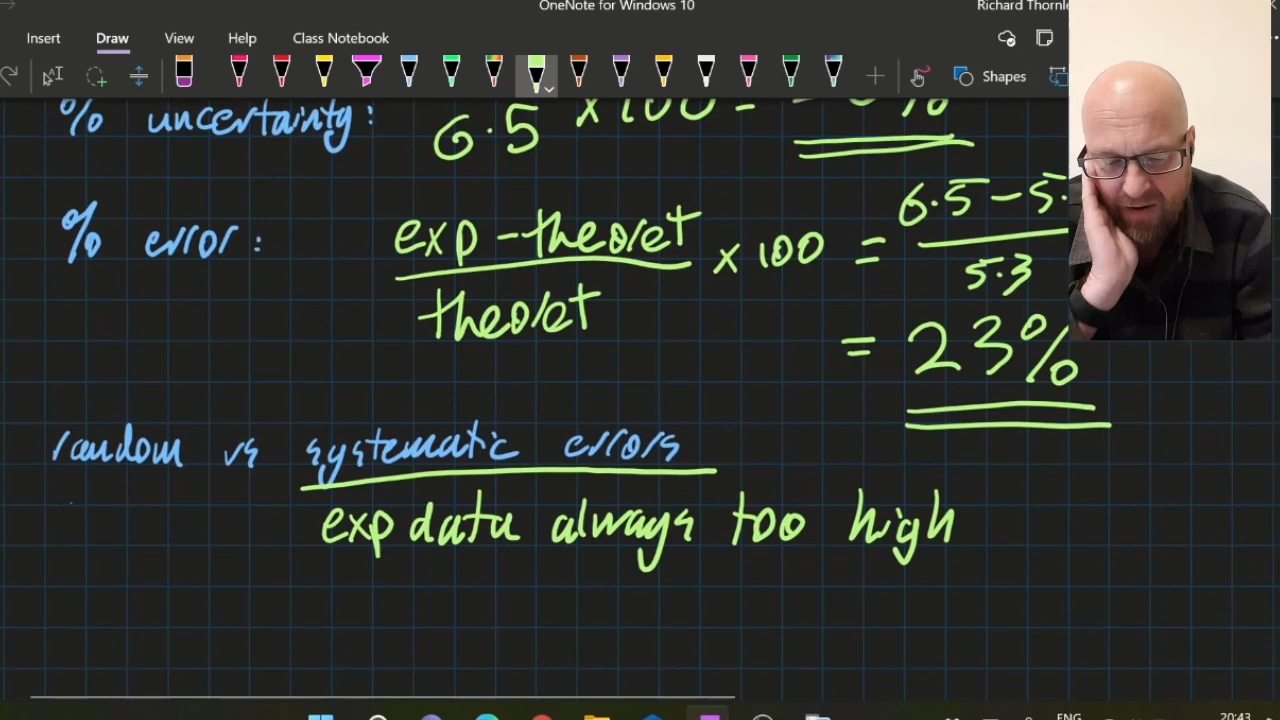 OneNote for Windows 10
Richard Thornle
Insert Draw View Help Class Notebook
Shapes
% uncertainty:
6.5 × 100 =
% error: exp - theoret / theoret × 100 = 6.5 - 5. / 5.3
= 23%
random vs systematic errors
exp data always too high
ENG
20:43